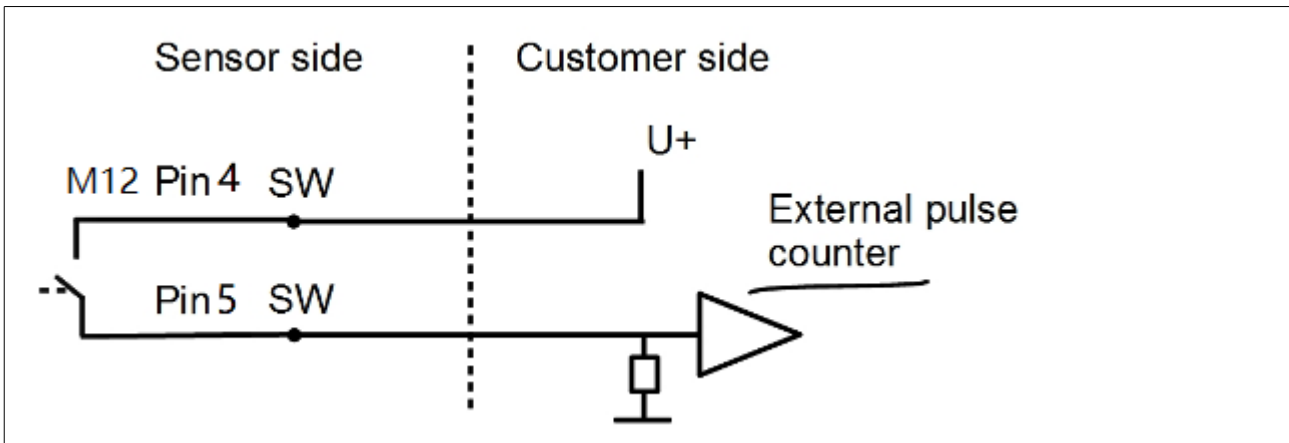 Sensor side
Customer side
U+
M12 Pin 4 SW
External pulse
counter
Pin 5 SW